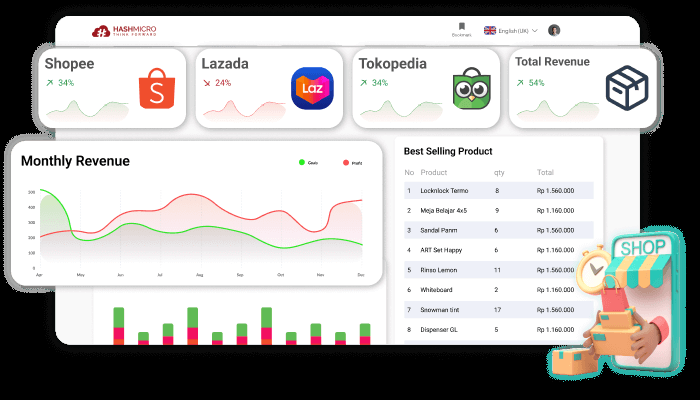 HASHMICRO
THINK FORWARD
Bookmark
English (UK)
Shopee
34%
Lazada
24%
Laz
Tokopedia
34%
Total Revenue
54%
Monthly Revenue
Goals
Profit
500
400
300
200
100
0
Apr May Jun Jul Aug Sep Oct Nov Dec
Best Selling Product
No Product qty Total
1 Locknlock Termo 8 Rp 1.560.000
2 Meja Belajar 4x5 9 Rp 1.160.000
3 Sandal Panm 6 Rp 1.560.000
4 ART Set Happy 6 Rp 1.160.000
5 Rinso Lemon 11 Rp 1.560.000
6 Whiteboard 2 Rp 1.160.000
7 Snowman tint 17 Rp 1.560.000
8 Dispenser GL 5 Rp 1.160.000
SHOP